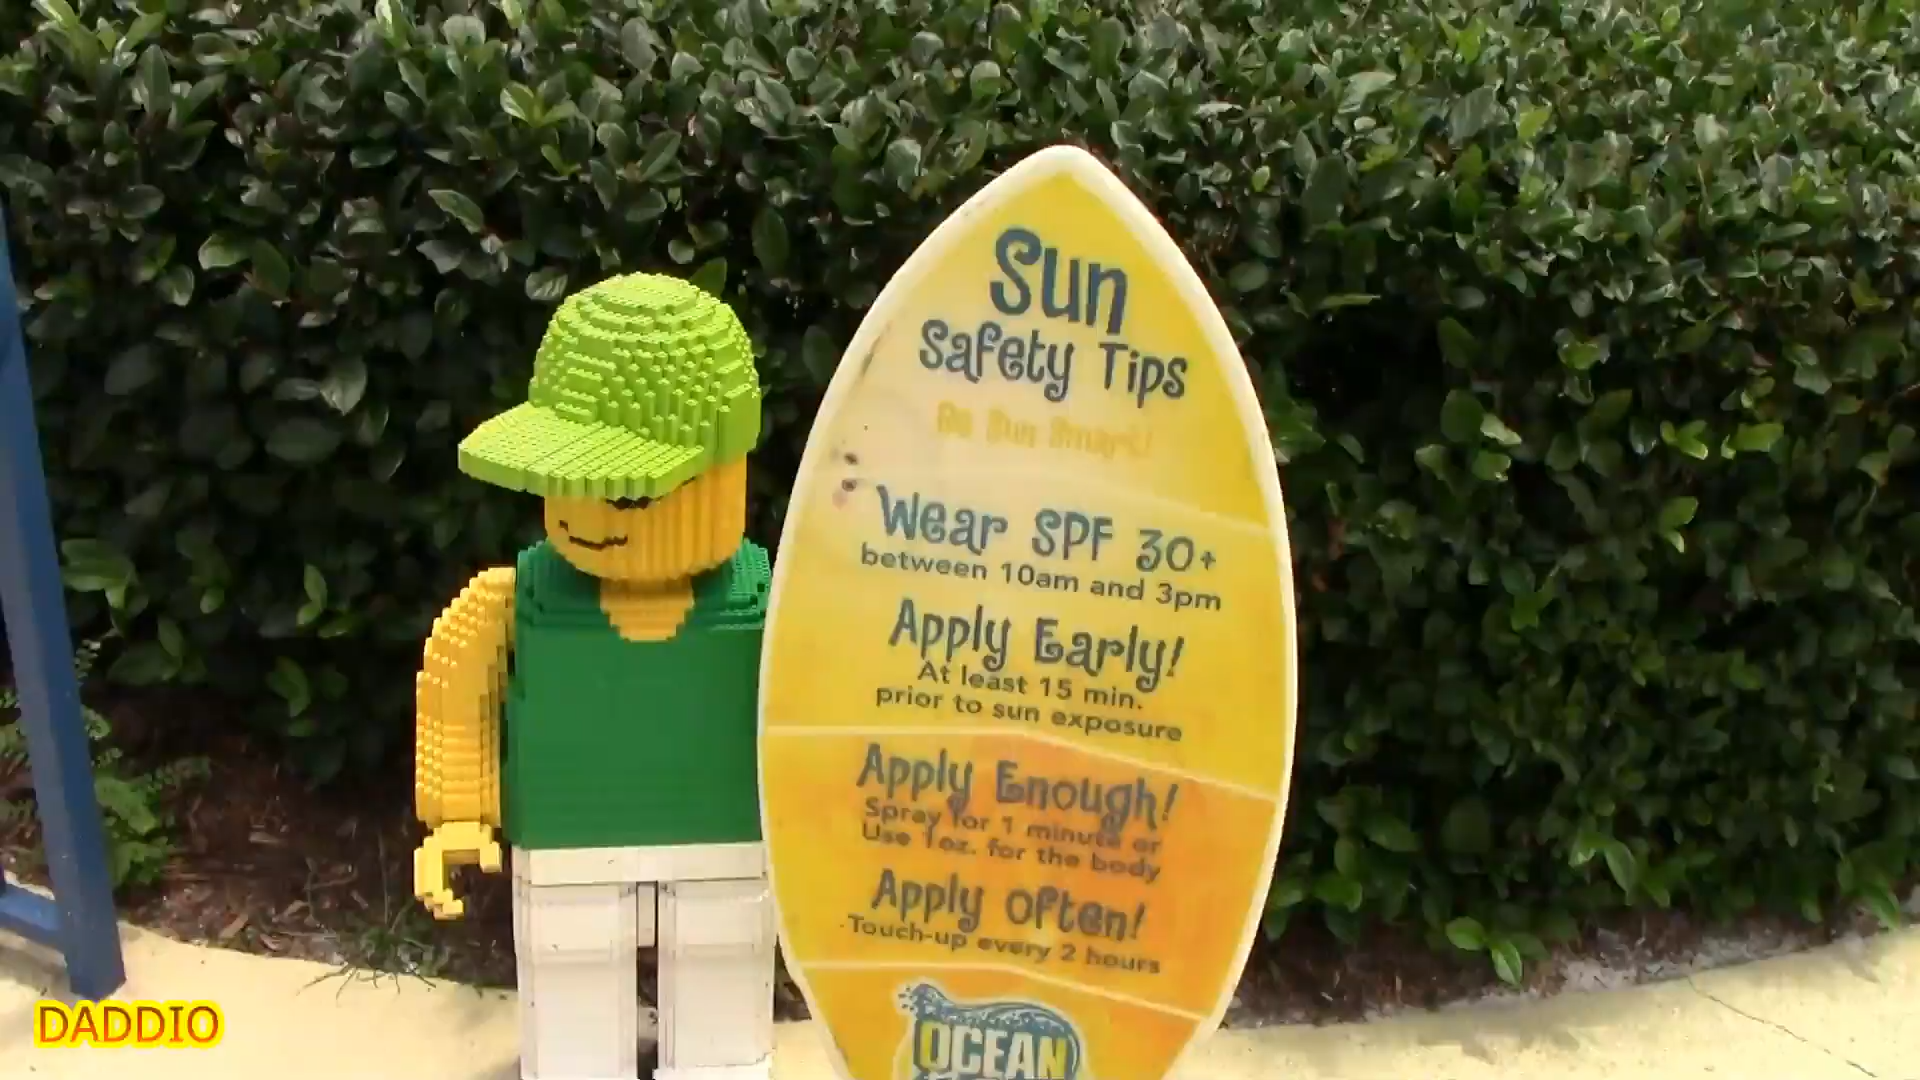 Sun
Safety Tips
Be Sun Smart!
Wear SPF 30+
between 10am and 3pm
Apply Early!
At least 15 min.
prior to sun exposure
Apply Enough!
Spray for 1 minute or
Use 1oz. for the body
Apply Often!
Touch-up every 2 hours
OCEAN
DADDIO